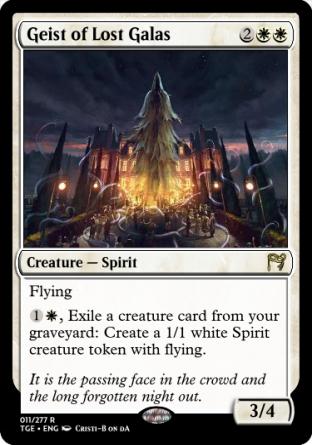 Geist of Lost Galas 2
Creature — Spirit
Flying
1, Exile a creature card from your
graveyard: Create a 1/1 white Spirit
creature token with flying.
It is the passing face in the crowd and
the long forgotten night out.
3/4
011/277 R
TGE • ENG CRISTI-B ON DA